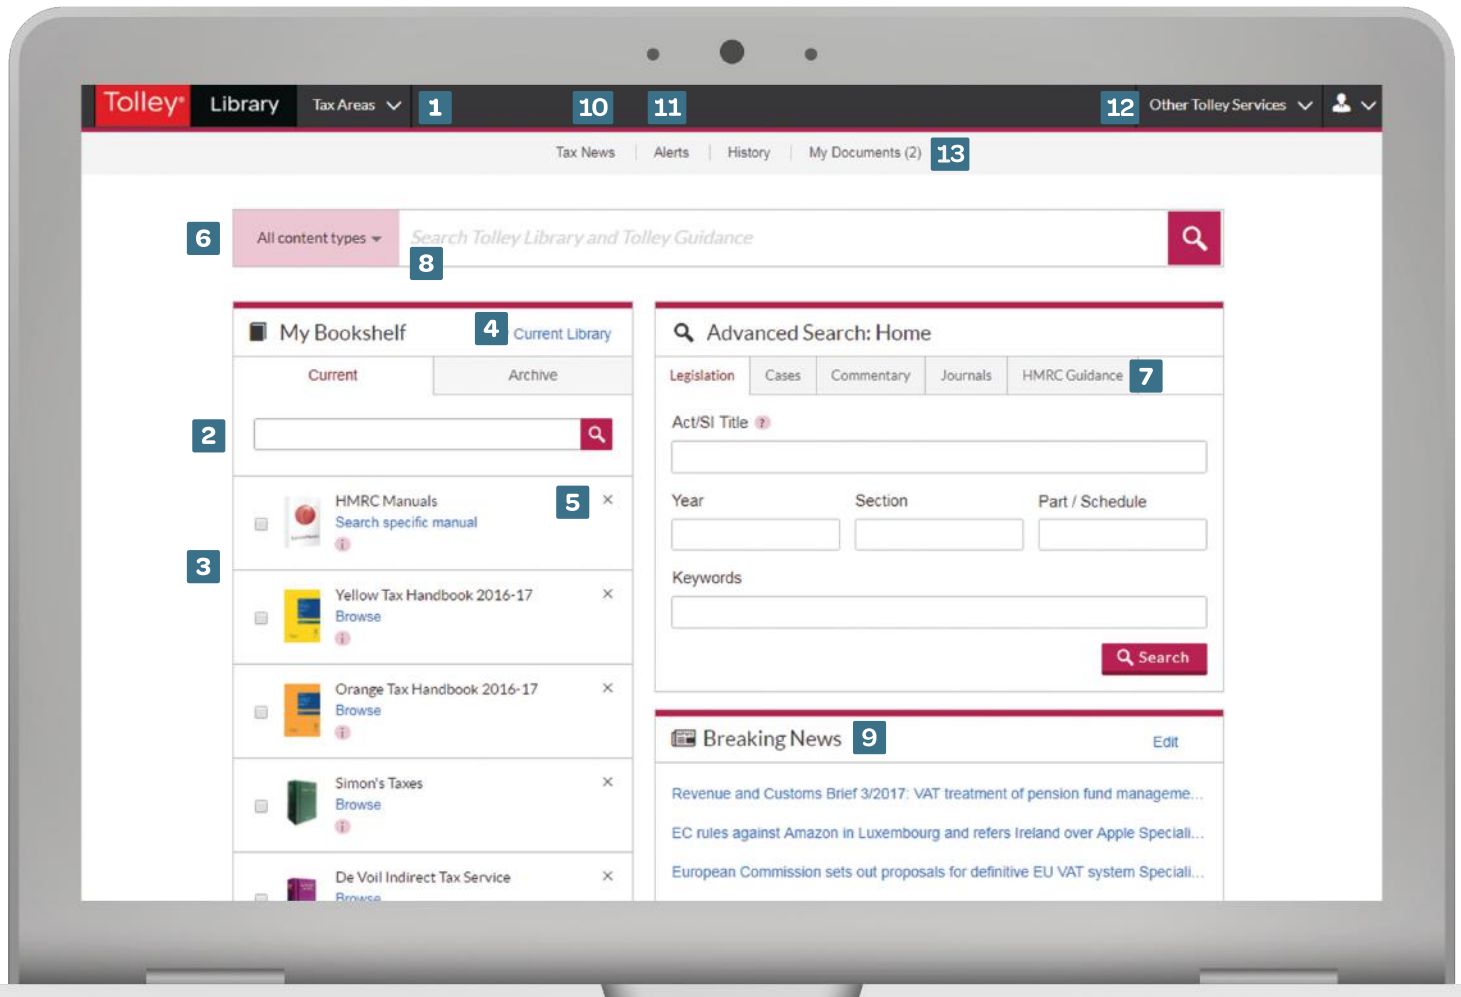 Tolley® Library Tax Areas 1 10 11 12 Other Tolley Services
Tax News Alerts History My Documents (2) 13
6 All content types Search Tolley Library and Tolley Guidance
8
My Bookshelf 4 Current Library
Current Archive
2
HMRC Manuals 5 ×
Search specific manual
i
3
Yellow Tax Handbook 2016-17 ×
Browse
i
Orange Tax Handbook 2016-17 ×
Browse
i
Simon's Taxes ×
Browse
i
De Voil Indirect Tax Service ×
Browse
Advanced Search: Home
Legislation Cases Commentary Journals HMRC Guidance 7
Act/SI Title ?
Year Section Part / Schedule
Keywords
Search
Breaking News 9 Edit
Revenue and Customs Brief 3/2017: VAT treatment of pension fund manageme...
EC rules against Amazon in Luxembourg and refers Ireland over Apple Speciali...
European Commission sets out proposals for definitive EU VAT system Speciali...